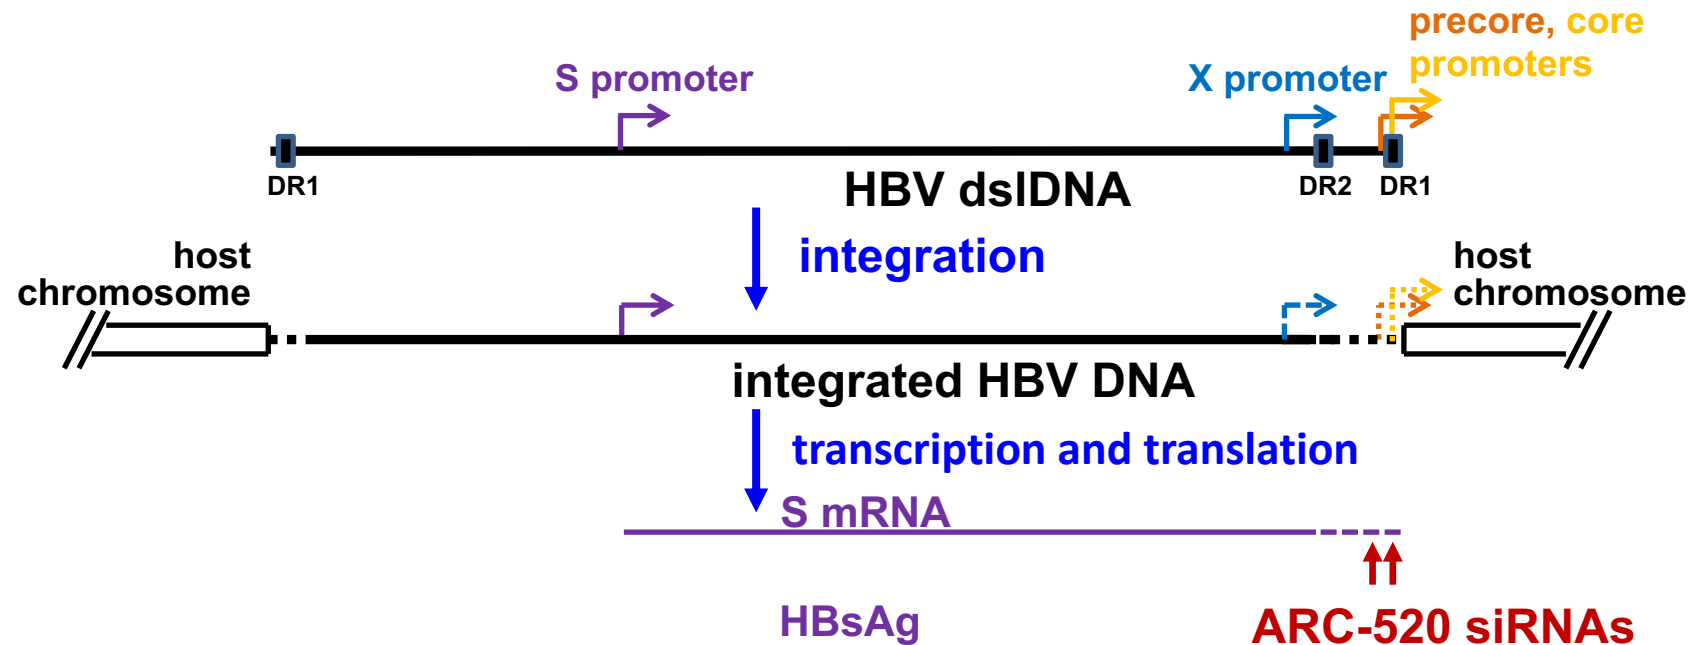 precore, core
promoters
S promoter
X promoter
DR1
DR2
DR1
HBV dslDNA
integration
host
chromosome
host
chromosome
integrated HBV DNA
transcription and translation
S mRNA
HBsAg
ARC-520 siRNAs